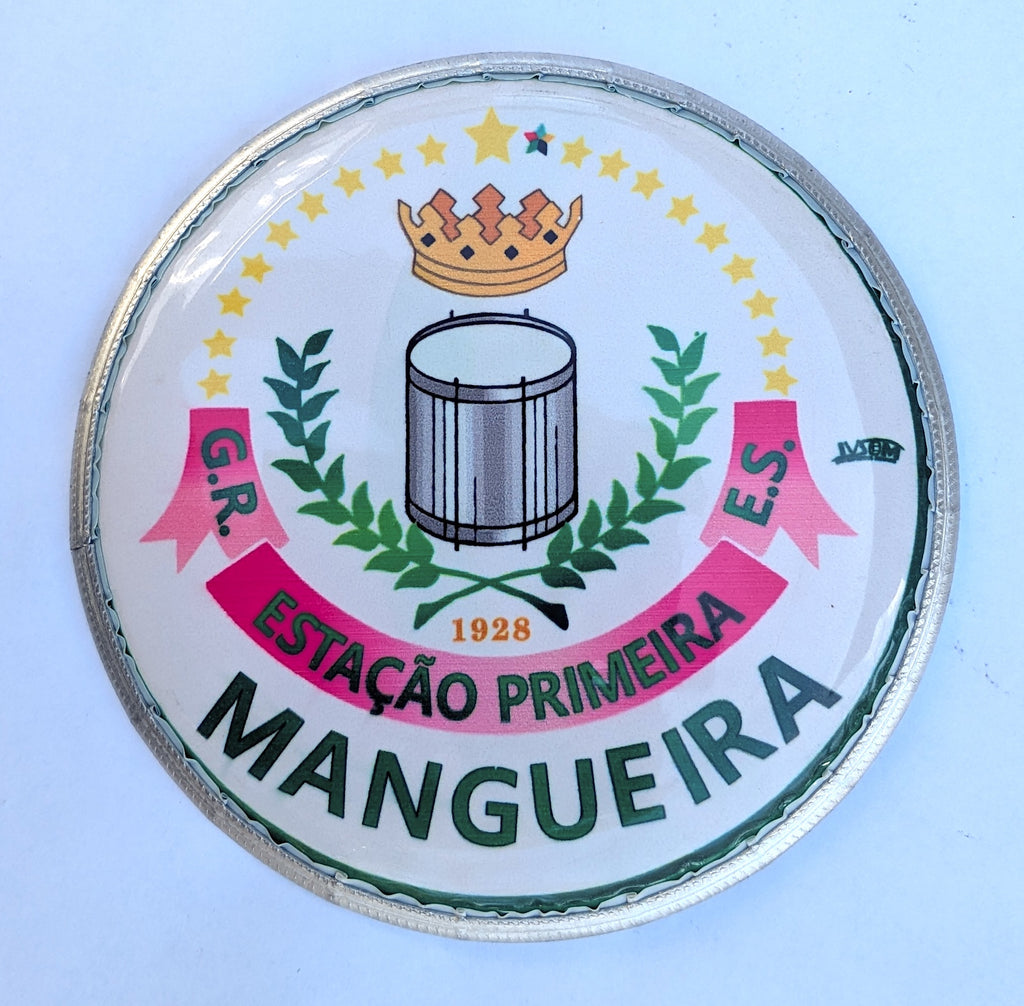 G.R.
E.S.
1928
ESTAÇÃO PRIMEIRA
MANGUEIRA